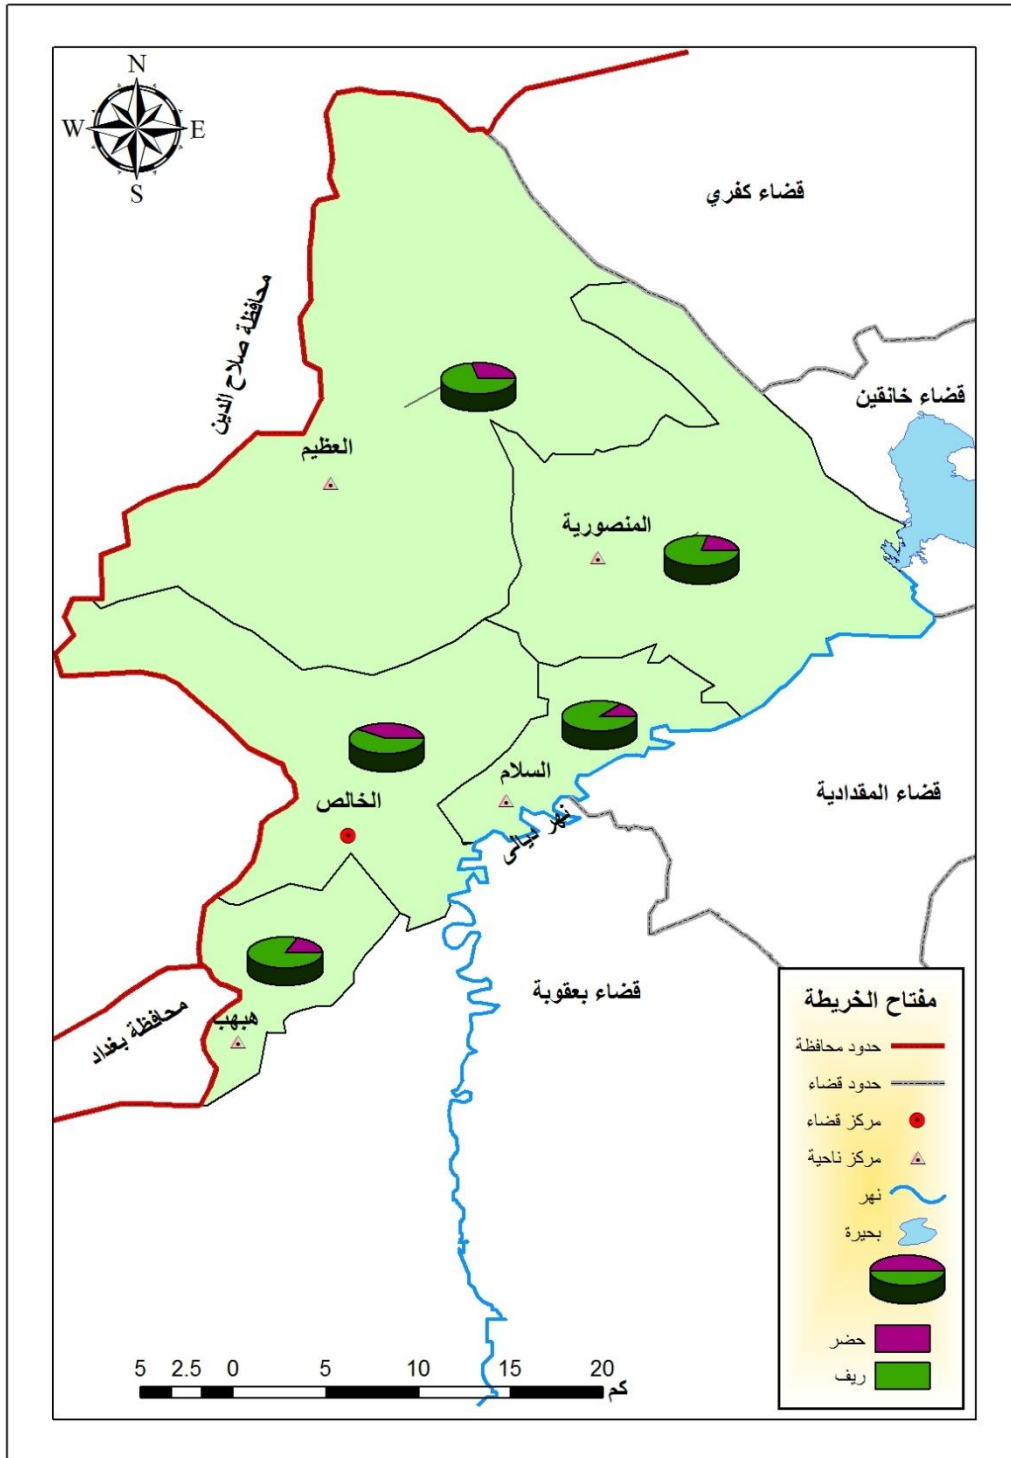 N
W
E
S
قضاء كفري
محافظة صلاح الدين
قضاء خانقين
العظيم
المنصورية
السلام
الخالص
قضاء المقدادية
نهر ديالى
قضاء بعقوبة
هبهب
محافظة بغداد
مفتاح الخريطة
حدود محافظة
حدود قضاء
مركز قضاء
مركز ناحية
نهر
بحيرة
حضر
ريف
5 2.5 0 5 10 15 20
كم